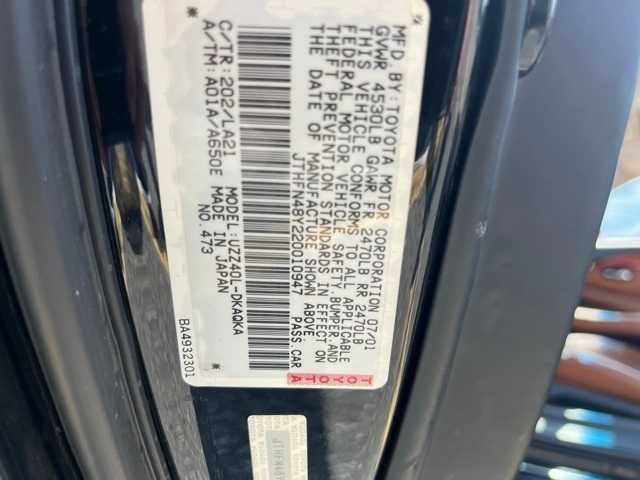 MFD. BY: TOYOTA MOTOR CORPORATION 07/01
GVWR 4530LB GAWR FR 2470LB RR 2470LB
THIS VEHICLE CONFORMS TO ALL APPLICABLE
FEDERAL MOTOR VEHICLE SAFETY, BUMPER, AND
THEFT PREVENTION STANDARDS IN EFFECT ON
THE DATE OF MANUFACTURE SHOWN ABOVE.
JTHFN48Y220010947 PASS. CAR
C/TR: 202/LA21 MODEL: UZZ40L-DKAQKA
A/TM: A01A/A650E MADE IN JAPAN
NO. 473
BA4932301
TOYOTA